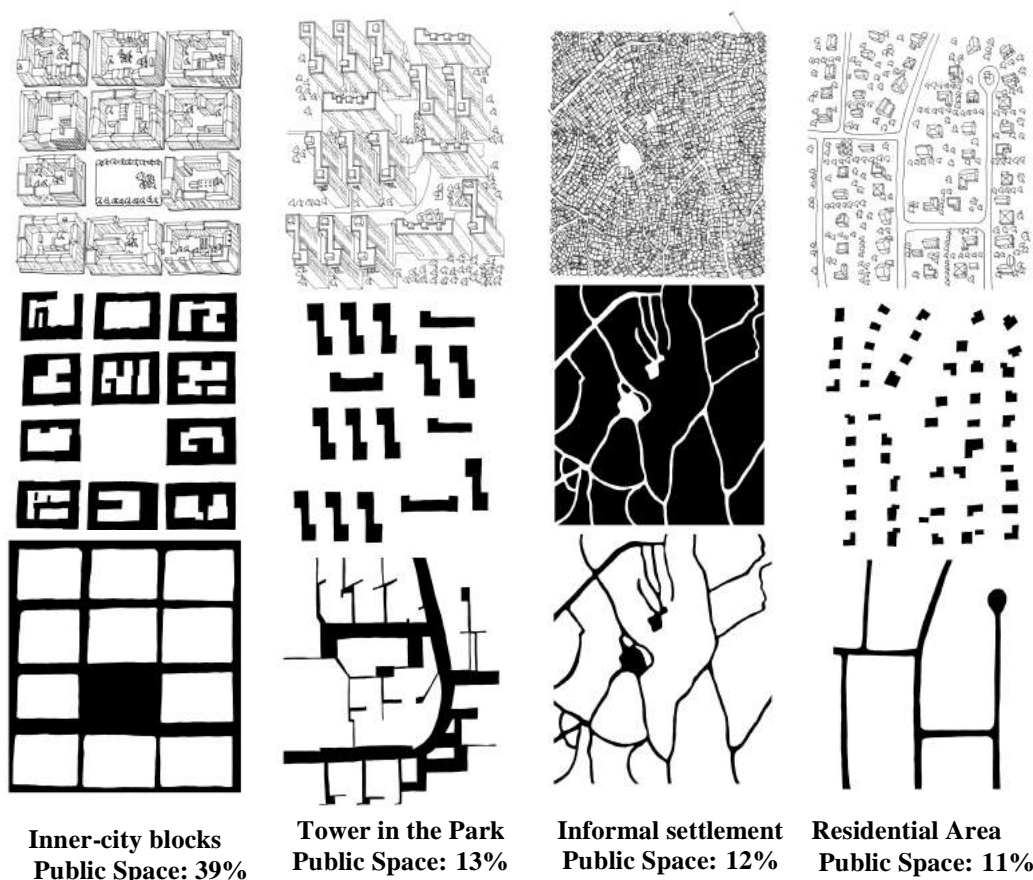 Inner-city blocks
Public Space: 39%
Tower in the Park
Public Space: 13%
Informal settlement
Public Space: 12%
Residential Area
Public Space: 11%